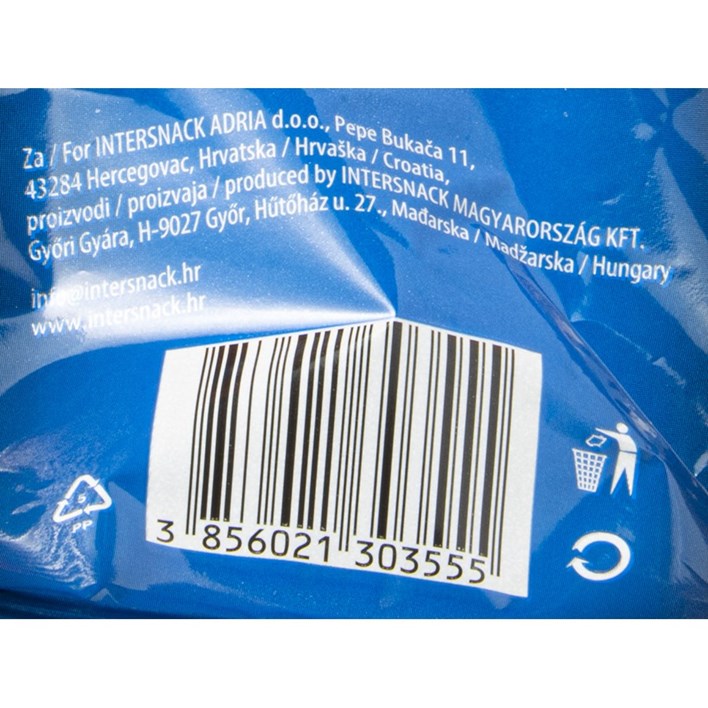 Za / For INTERSNACK ADRIA d.o.o., Pepe Bukača 11,
43284 Hercegovac, Hrvatska / Hrvaška / Croatia,
proizvodi / proizvaja / produced by INTERSNACK MAGYARORSZÁG KFT.
Győri Gyára, H-9027 Győr, Hűtőház u. 27., Mađarska / Madžarska / Hungary
info@intersnack.hr
www.intersnack.hr
5
PP
3 856021 303555